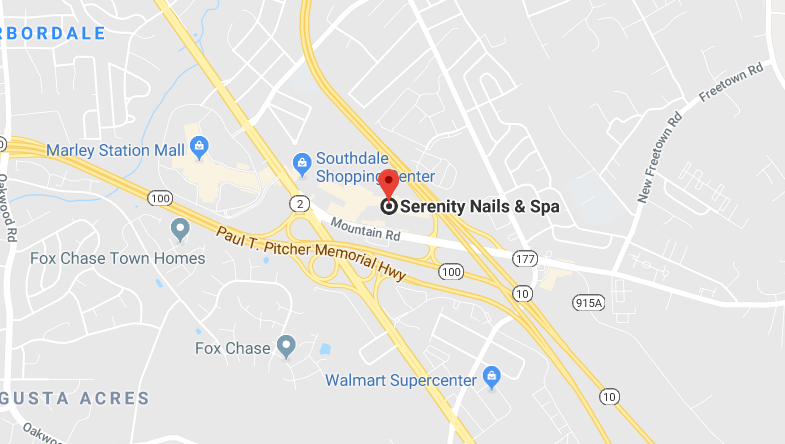 RBORDALE
Freetown Rd
New Freetown Rd
Marley Station Mall
Southdale
Shopping Center
Oakwood Rd
100
2
Serenity Nails & Spa
Mountain Rd
Paul T. Pitcher Memorial Hwy
Fox Chase Town Homes
177
100
10
915A
Fox Chase
Walmart Supercenter
10
GUSTA ACRES
Oakwoo